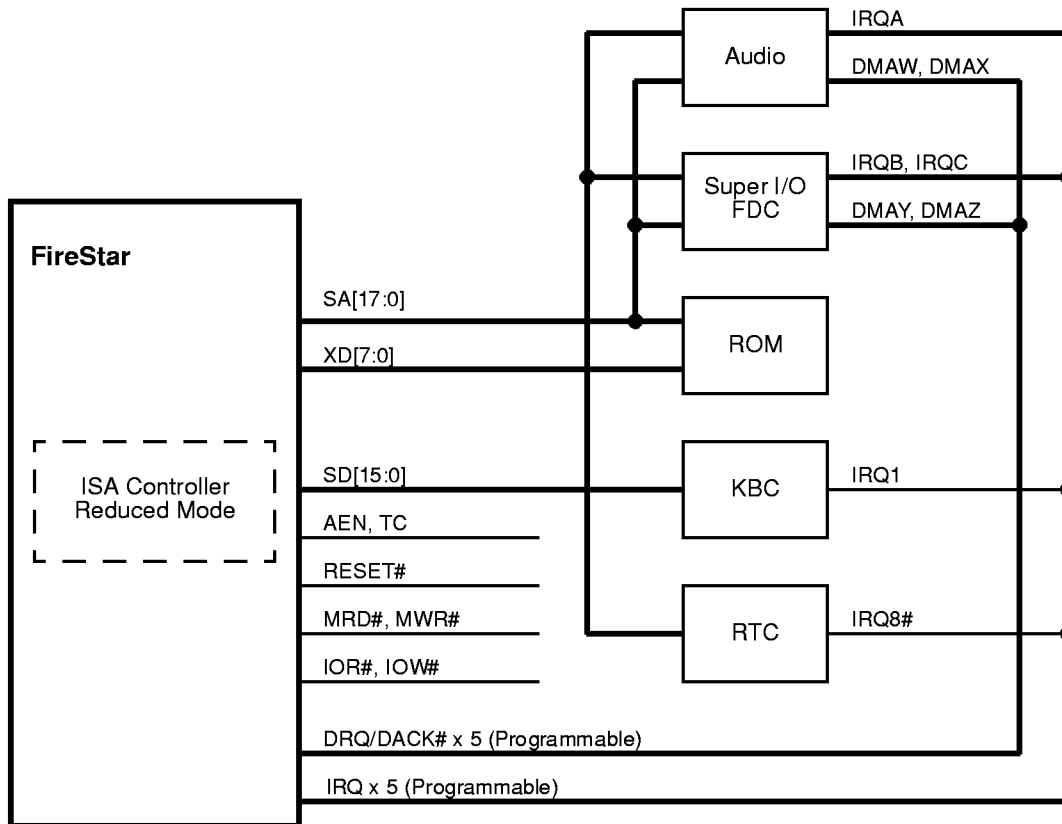 IRQA
Audio
DMAW, DMAX
IRQB, IRQC
Super I/O
FDC
DMAY, DMAZ
FireStar
SA[17:0]
ROM
XD[7:0]
ISA Controller
Reduced Mode
SD[15:0]
KBC
IRQ1
AEN, TC
RESET#
MRD#, MWR#
RTC
IRQ8#
IOR#, IOW#
DRQ/DACK# x 5 (Programmable)
IRQ x 5 (Programmable)